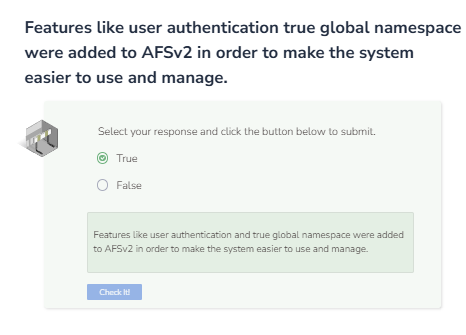 Features like user authentication true global namespace
were added to AFSv2 in order to make the system
easier to use and manage.
Select your response and click the button below to submit.
True
False
Features like user authentication and true global namespace were added
to AFSv2 in order to make the system easier to use and manage.
Check It!